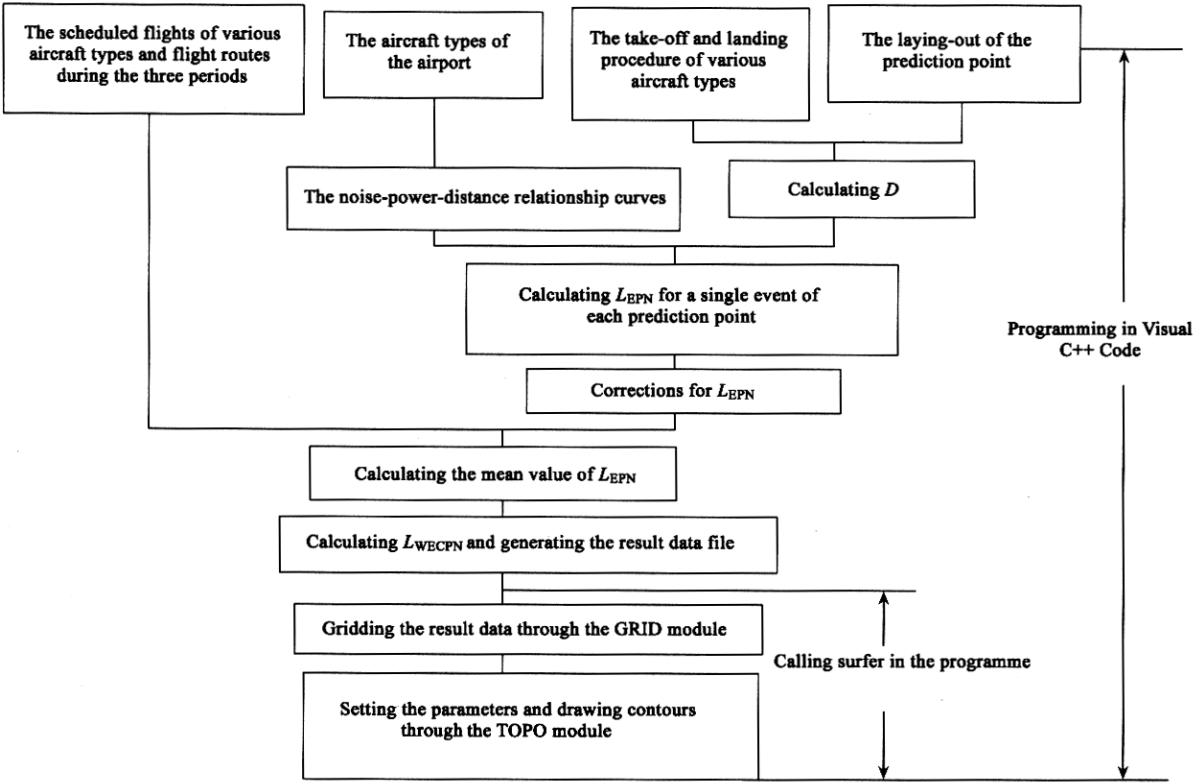 The scheduled flights of various
aircraft types and flight routes
during the three periods
The aircraft types of
the airport
The take-off and landing
procedure of various
aircraft types
The laying-out of the
prediction point
The noise-power-distance relationship curves
Calculating D
Calculating LEPN for a single event of
each prediction point
Programming in Visual
C++ Code
Corrections for LEPN
Calculating the mean value of LEPN
Calculating LWECPN and generating the result data file
Gridding the result data through the GRID module
Calling surfer in the programme
Setting the parameters and drawing contours
through the TOPO module